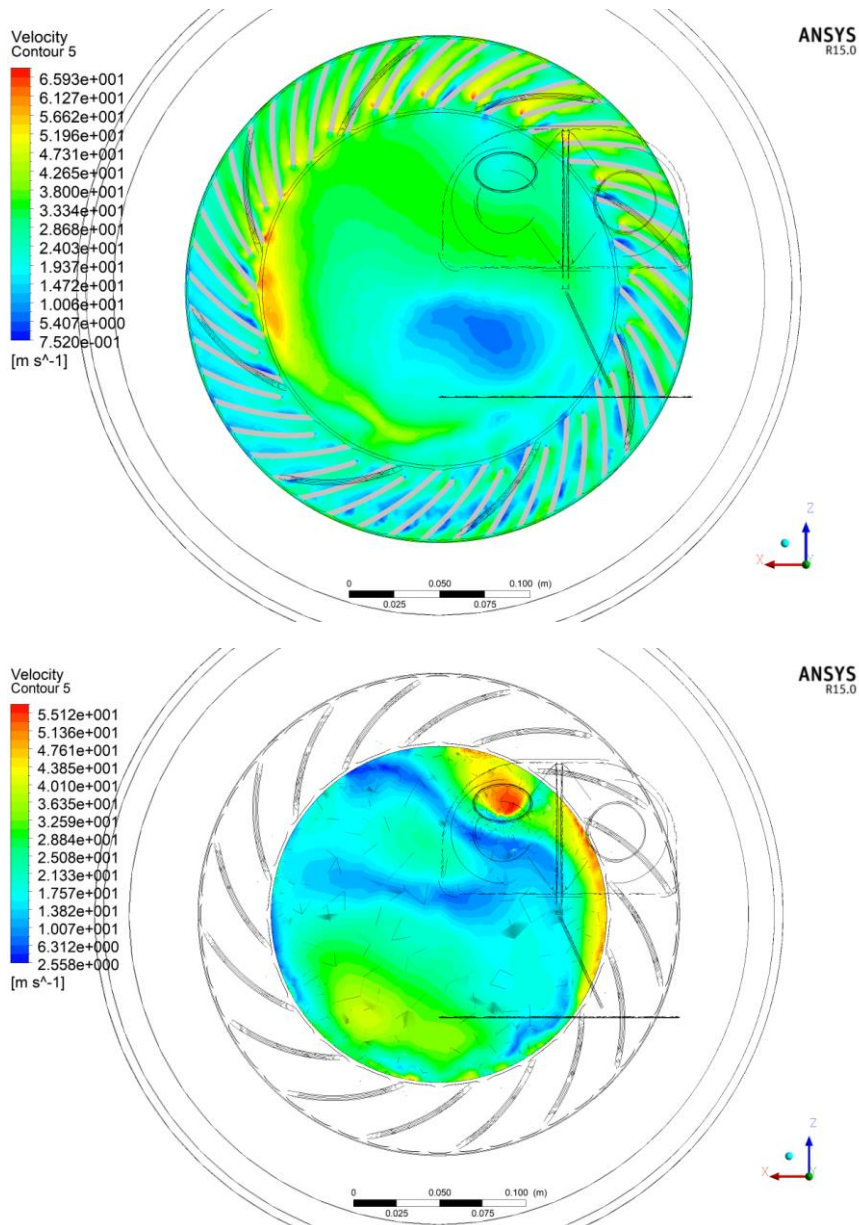 Velocity
Contour 5
ANSYS
R15.0
6.593e+001
6.127e+001
5.662e+001
5.196e+001
4.731e+001
4.265e+001
3.800e+001
3.334e+001
2.868e+001
2.403e+001
1.937e+001
1.472e+001
1.006e+001
5.407e+000
7.520e-001
[m s^-1]
Z
X
Y
0 0.050 0.100 (m)
0.025 0.075
Velocity
Contour 5
ANSYS
R15.0
5.512e+001
5.136e+001
4.761e+001
4.385e+001
4.010e+001
3.635e+001
3.259e+001
2.884e+001
2.508e+001
2.133e+001
1.757e+001
1.382e+001
1.007e+001
6.312e+000
2.558e+000
[m s^-1]
Z
X
Y
0 0.050 0.100 (m)
0.025 0.075